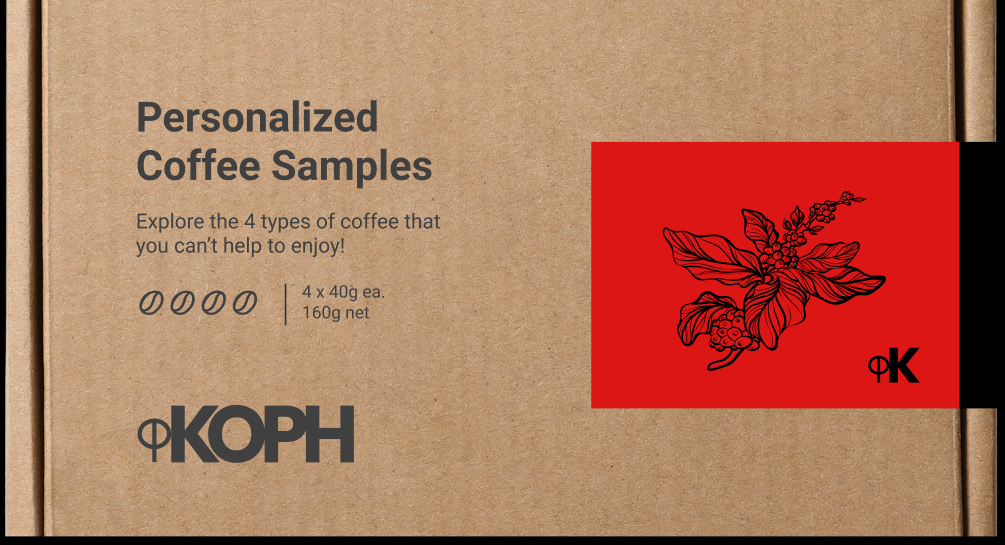 Personalized
Coffee Samples
Explore the 4 types of coffee that
you can't help to enjoy!
4 x 40g ea.
160g net
φKOPH
φK